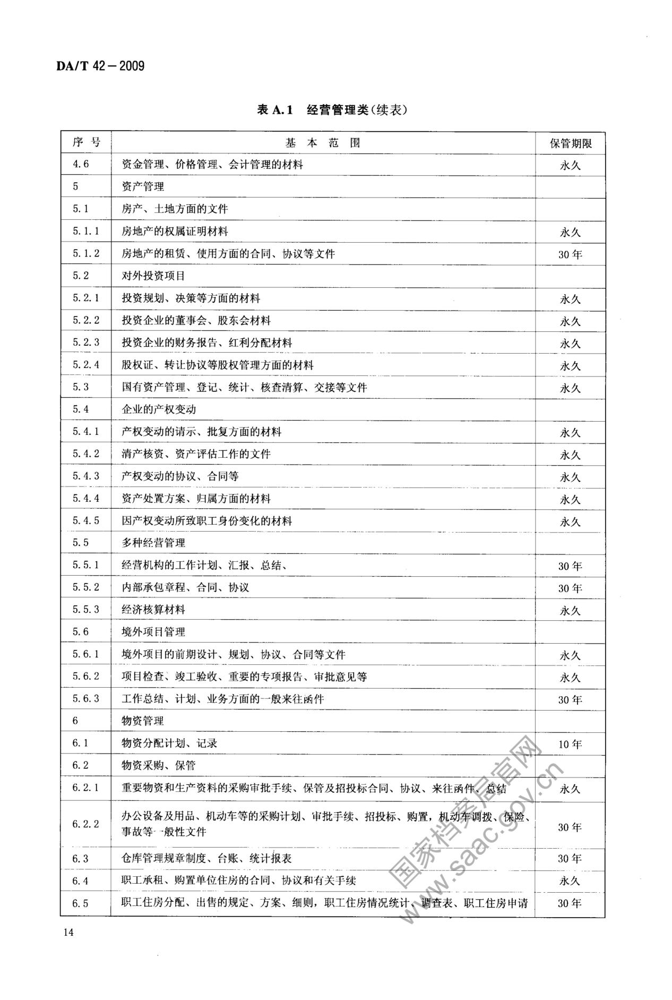 DA/T 42－2009
表 A.1　经营管理类(续表)
序 号 基 本 范 围 保管期限
4.6 资金管理、价格管理、会计管理的材料 永久
5 资产管理
5.1 房产、土地方面的文件
5.1.1 房地产的权属证明材料 永久
5.1.2 房地产的租赁、使用方面的合同、协议等文件 30 年
5.2 对外投资项目
5.2.1 投资规划、决策等方面的材料 永久
5.2.2 投资企业的董事会、股东会材料 永久
5.2.3 投资企业的财务报告、红利分配材料 永久
5.2.4 股权证、转让协议等股权管理方面的材料 永久
5.3 国有资产管理、登记、统计、核查清算、交接等文件 永久
5.4 企业的产权变动
5.4.1 产权变动的请示、批复方面的材料 永久
5.4.2 清产核资、资产评估工作的文件 永久
5.4.3 产权变动的协议、合同等 永久
5.4.4 资产处置方案、归属方面的材料 永久
5.4.5 因产权变动所致职工身份变化的材料 永久
5.5 多种经营管理
5.5.1 经营机构的工作计划、汇报、总结、 30 年
5.5.2 内部承包章程、合同、协议 30 年
5.5.3 经济核算材料 永久
5.6 境外项目管理
5.6.1 境外项目的前期设计、规划、协议、合同等文件 永久
5.6.2 项目检查、竣工验收、重要的专项报告、审批意见等 永久
5.6.3 工作总结、计划、业务方面的一般来往函件 30 年
6 物资管理
6.1 物资分配计划、记录 10 年
6.2 物资采购、保管
6.2.1 重要物资和生产资料的采购审批手续、保管及招投标合同、协议、来往函件、总结 永久
6.2.2 办公设备及用品、机动车等的采购计划、审批手续、招投标、购置，机动车调拨、保险、
事故等一般性文件 30 年
6.3 仓库管理规章制度、台账、统计报表 30 年
6.4 职工承租、购置单位住房的合同、协议和有关手续 永久
6.5 职工住房分配、出售的规定、方案、细则，职工住房情况统计、调查表、职工住房申请 30 年
国家档案局官网
www.saac.gov.cn
14